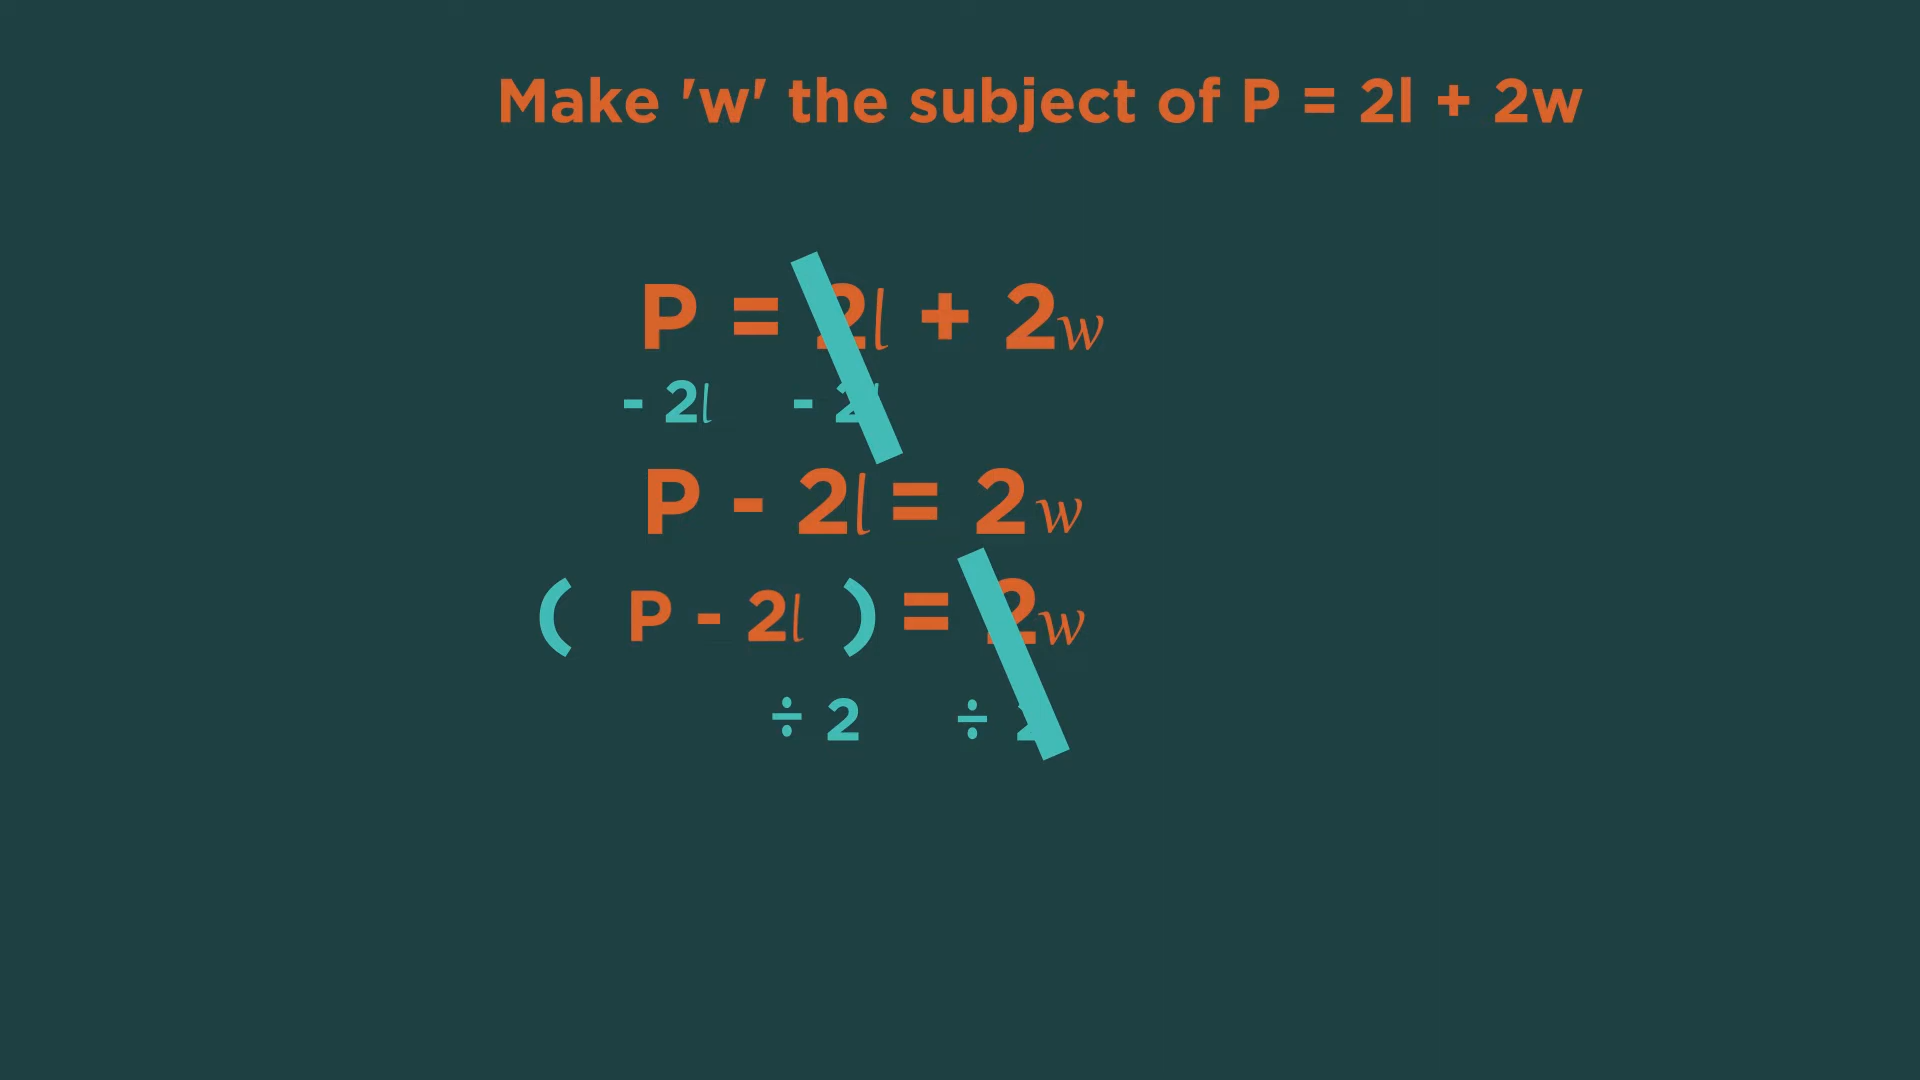 Make 'w' the subject of P = 2l + 2w
P = 2l + 2w
- 2l - 2l
P - 2l = 2w
( P - 2l ) = 2w
÷ 2 ÷ 2